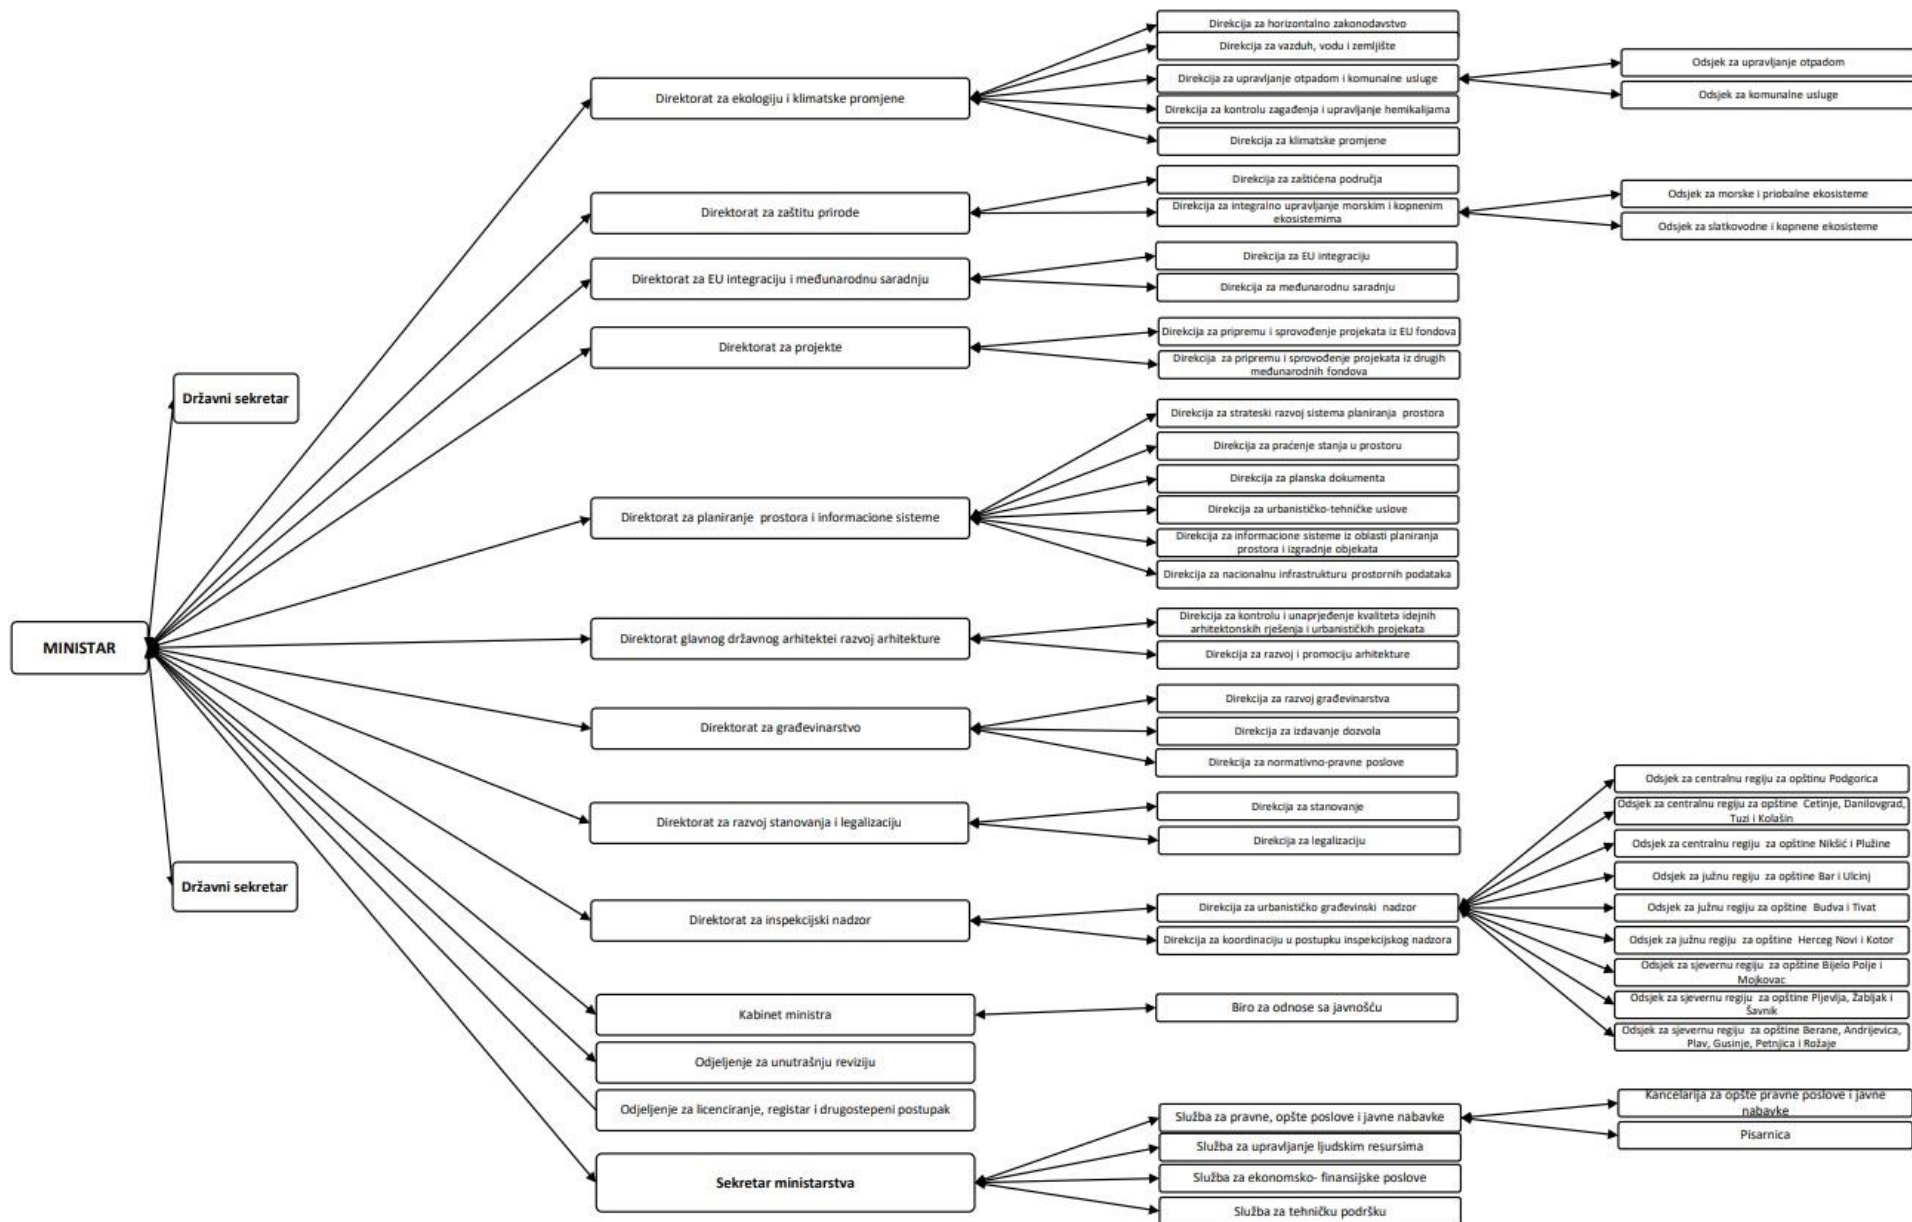 MINISTAR
Državni sekretar
Državni sekretar
Direktorat za ekologiju i klimatske promjene
Direkcija za horizontalno zakonodavstvo
Direkcija za vazduh, vodu i zemljište
Direkcija za upravljanje otpadom i komunalne usluge
Odsjek za upravljanje otpadom
Odsjek za komunalne usluge
Direkcija za kontrolu zagađenja i upravljanje hemikalijama
Direkcija za klimatske promjene
Direktorat za zaštitu prirode
Direkcija za zaštićena područja
Direkcija za integralno upravljanje morskim i kopnenim
ekosistemima
Odsjek za morske i priobalne ekosisteme
Odsjek za slatkovodne i kopnene ekosisteme
Direktorat za EU integraciju i međunarodnu saradnju
Direkcija za EU integraciju
Direkcija za međunarodnu saradnju
Direktorat za projekte
Direkcija za pripremu i sprovođenje projekata iz EU fondova
Direkcija za pripremu i sprovođenje projekata iz drugih
međunarodnih fondova
Direktorat za planiranje prostora i informacione sisteme
Direkcija za strateski razvoj sistema planiranja prostora
Direkcija za praćenje stanja u prostoru
Direkcija za planska dokumenta
Direkcija za urbanističko-tehničke uslove
Direkcija za informacione sisteme iz oblasti planiranja
prostora i izgradnje objekata
Direkcija za nacionalnu infrastrukturu prostornih podataka
Direktorat glavnog državnog arhitektei razvoj arhitekture
Direkcija za kontrolu i unaprjeđenje kvaliteta idejnih
arhitektonskih rješenja i urbanističkih projekata
Direkcija za razvoj i promociju arhitekture
Direktorat za građevinarstvo
Direkcija za razvoj građevinarstva
Direkcija za izdavanje dozvola
Direkcija za normativno-pravne poslove
Direktorat za razvoj stanovanja i legalizaciju
Direkcija za stanovanje
Direkcija za legalizaciju
Direktorat za inspekcijski nadzor
Direkcija za urbanističko građevinski nadzor
Odsjek za centralnu regiju za opštinu Podgorica
Odsjek za centralnu regiju za opštine Cetinje, Danilovgrad,
Tuzi i Kolašin
Odsjek za centralnu regiju za opštine Nikšić i Plužine
Odsjek za južnu regiju za opštine Bar i Ulcinj
Odsjek za južnu regiju za opštine Budva i Tivat
Odsjek za južnu regiju za opštine Herceg Novi i Kotor
Odsjek za sjevernu regiju za opštine Bijelo Polje i
Mojkovac
Odsjek za sjevernu regiju za opštine Pljevlja, Žabljak i
Šavnik
Odsjek za sjevernu regiju za opštine Berane, Andrijevica,
Plav, Gusinje, Petnjica i Rožaje
Direkcija za koordinaciju u postupku inspekcijskog nadzora
Kabinet ministra
Biro za odnose sa javnošću
Odjeljenje za unutrašnju reviziju
Odjeljenje za licenciranje, registar i drugostepeni postupak
Sekretar ministarstva
Služba za pravne, opšte poslove i javne nabavke
Kancelarija za opšte pravne poslove i javne
nabavke
Pisarnica
Služba za upravljanje ljudskim resursima
Služba za ekonomsko- finansijske poslove
Služba za tehničku podršku